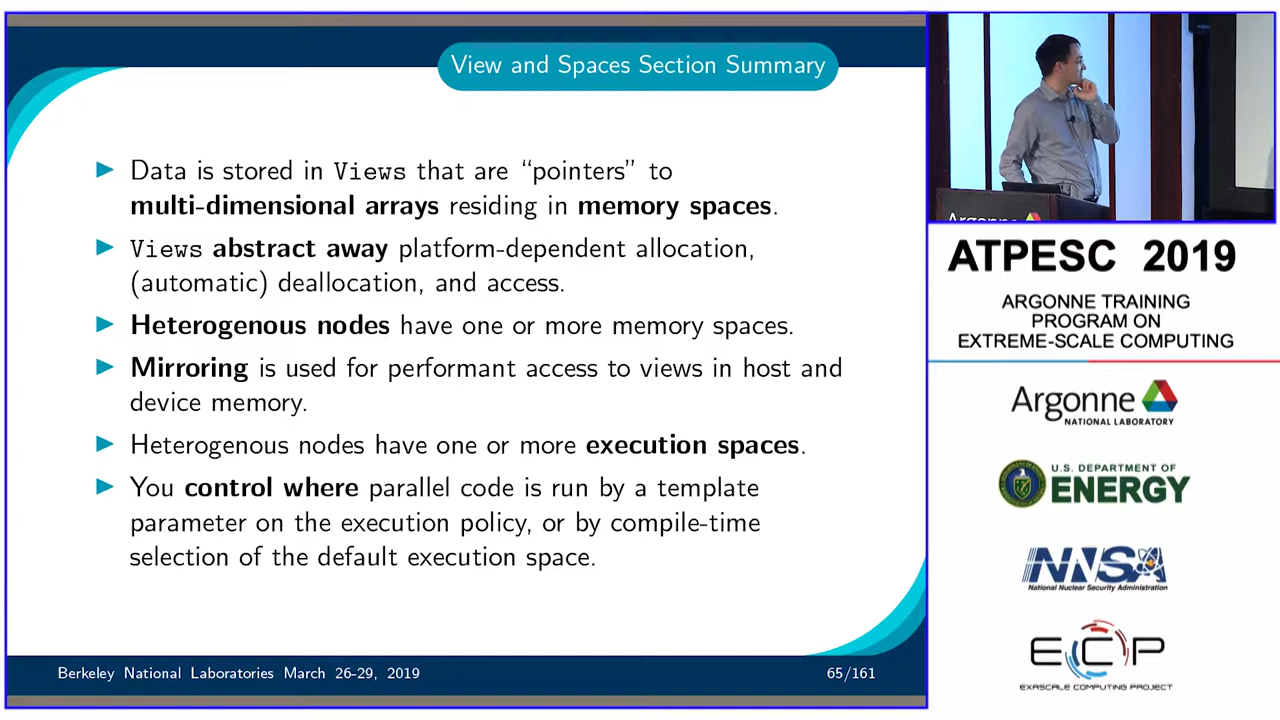 View and Spaces Section Summary
Data is stored in Views that are “pointers” to
multi-dimensional arrays residing in memory spaces.
Views abstract away platform-dependent allocation,
(automatic) deallocation, and access.
Heterogenous nodes have one or more memory spaces.
Mirroring is used for performant access to views in host and
device memory.
Heterogenous nodes have one or more execution spaces.
You control where parallel code is run by a template
parameter on the execution policy, or by compile-time
selection of the default execution space.
Berkeley National Laboratories March 26-29, 2019
65/161
Argonne
ATPESC 2019
ARGONNE TRAINING
PROGRAM ON
EXTREME-SCALE COMPUTING
Argonne
NATIONAL LABORATORY
U.S. DEPARTMENT OF
ENERGY
NNSA
National Nuclear Security Administration
ECP
EXASCALE COMPUTING PROJECT